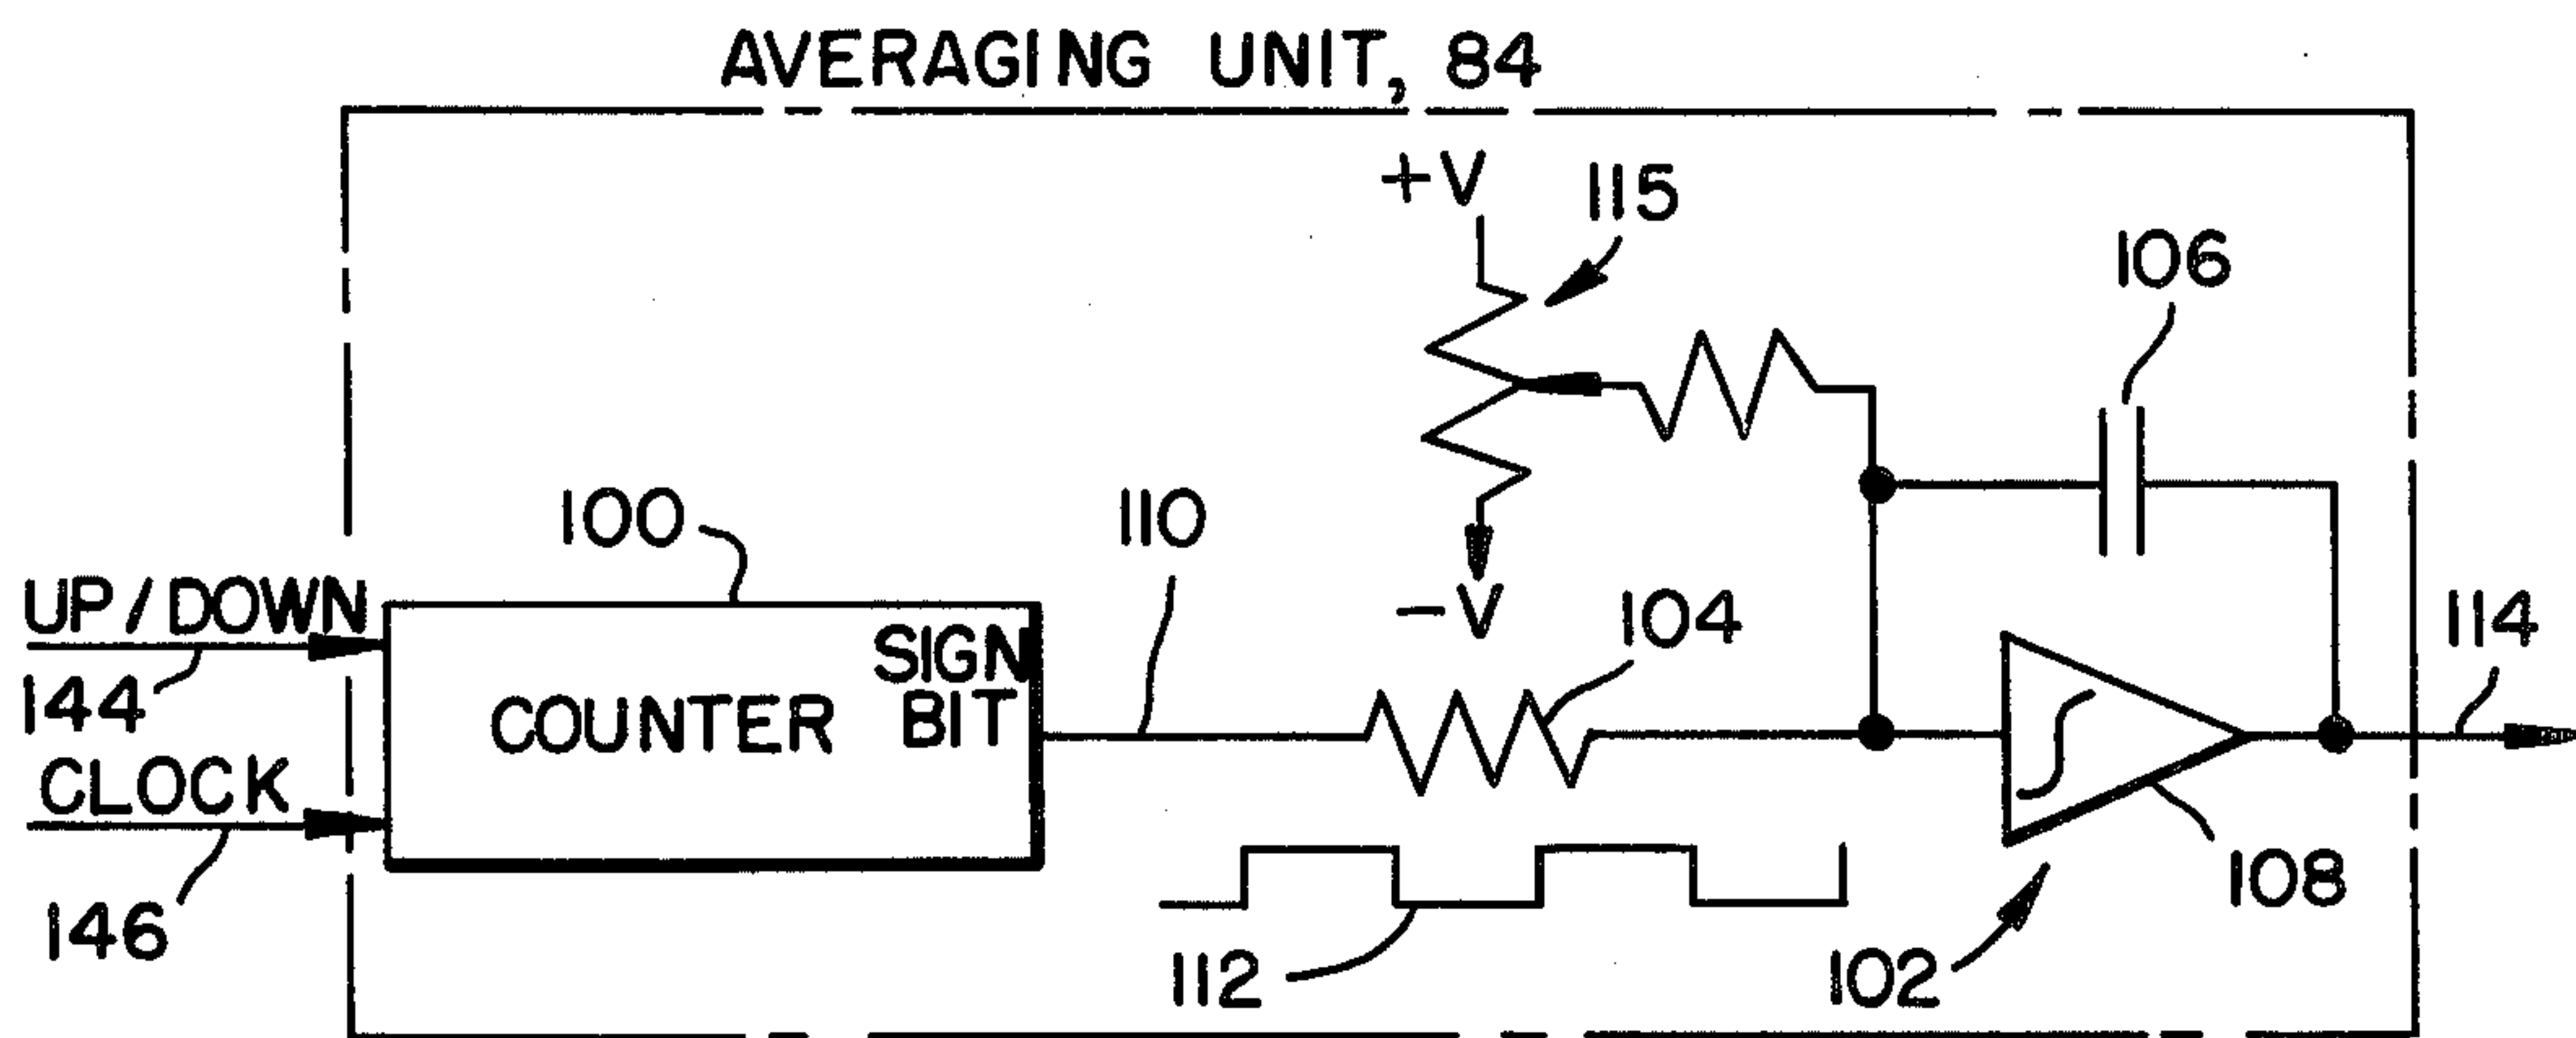 AVERAGING UNIT, 84
+V
115
106
100
110
-V
104
114
UP/DOWN
144
SIGN
BIT
COUNTER
CLOCK
146
112
102
108